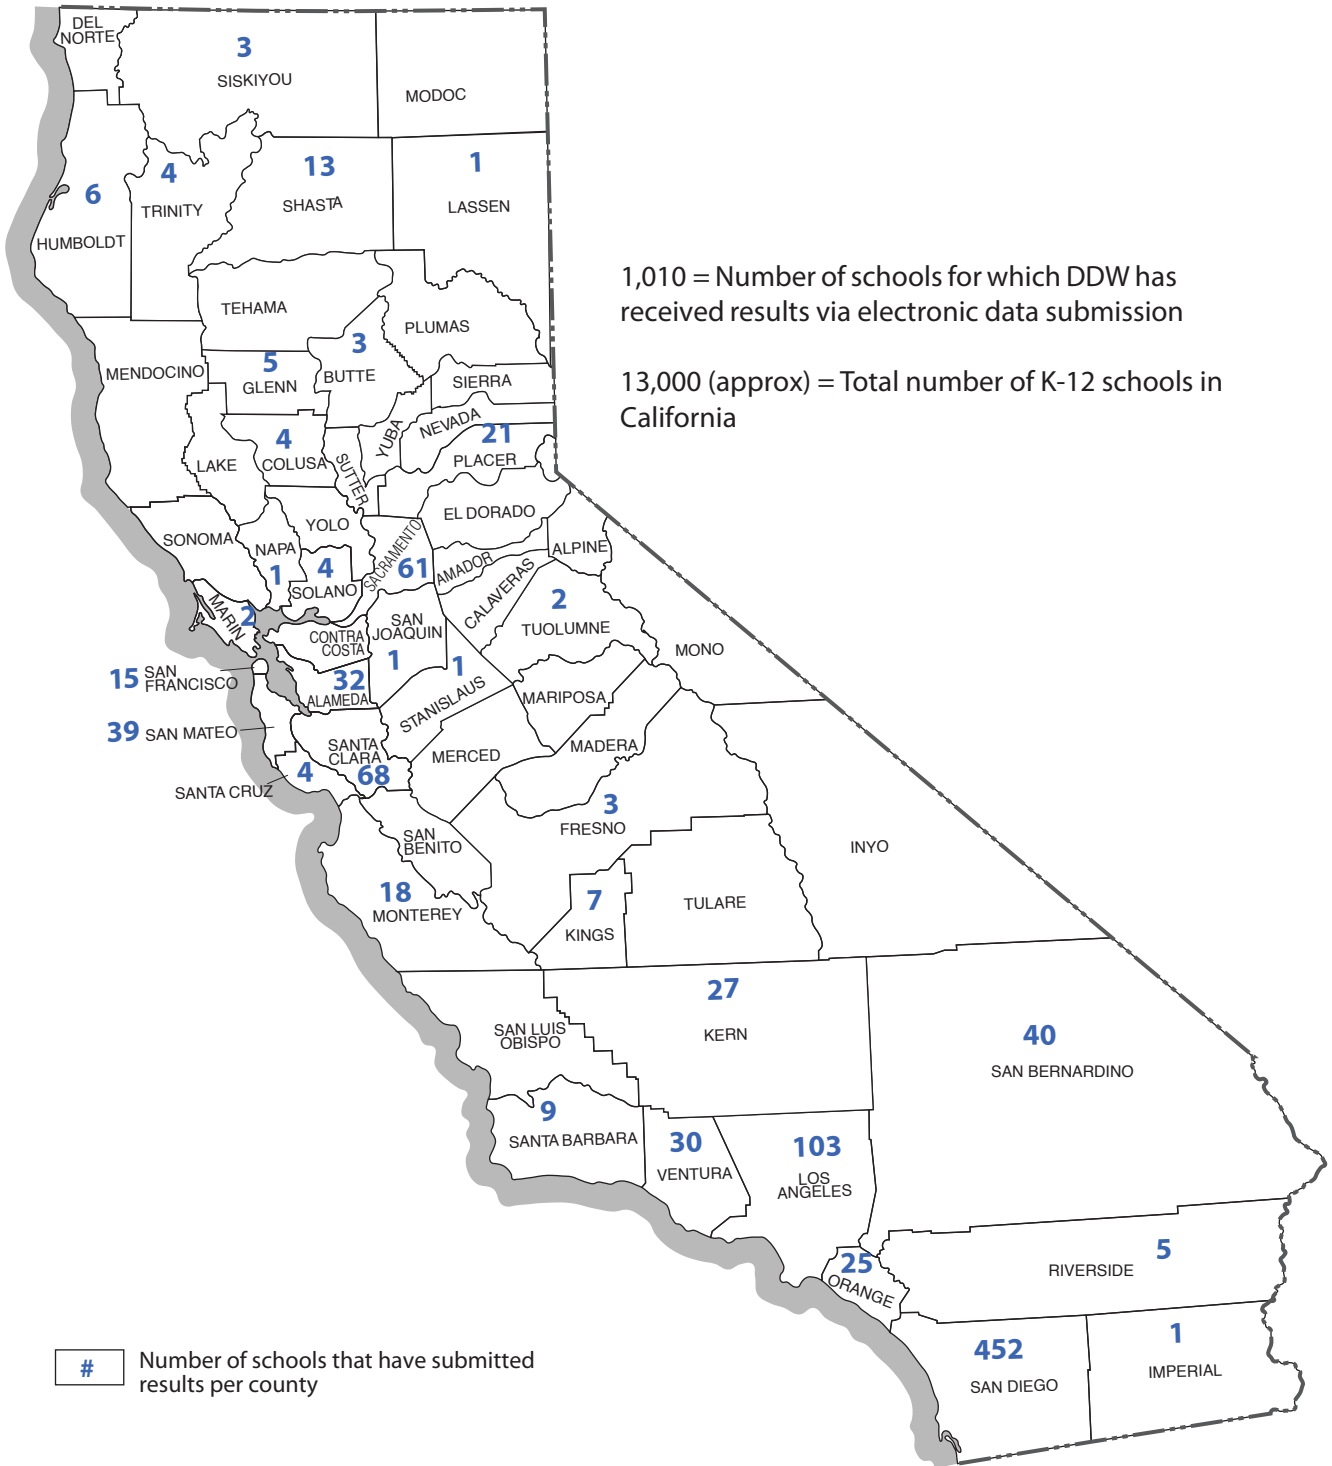 DEL
NORTE
3
SISKIYOU
MODOC
6
HUMBOLDT
4
TRINITY
13
SHASTA
1
LASSEN
1,010 = Number of schools for which DDW has
received results via electronic data submission
13,000 (approx) = Total number of K-12 schools in
California
TEHAMA
PLUMAS
MENDOCINO
5
GLENN
3
BUTTE
SIERRA
NEVADA
YUBA
21
PLACER
LAKE
4
COLUSA
SUTTER
EL DORADO
SONOMA
NAPA
1
YOLO
4
SOLANO
SACRAMENTO
61
AMADOR
ALPINE
CALAVERAS
MARIN
2
CONTRA
COSTA
SAN
JOAQUIN
1
2
TUOLUMNE
MONO
15
SAN
FRANCISCO
32
ALAMEDA
1
STANISLAUS
MARIPOSA
39
SAN MATEO
SANTA
CLARA
68
MERCED
MADERA
4
SANTA CRUZ
SAN
BENITO
3
FRESNO
INYO
18
MONTEREY
7
KINGS
TULARE
SAN LUIS
OBISPO
27
KERN
40
SAN BERNARDINO
9
SANTA BARBARA
30
VENTURA
103
LOS
ANGELES
25
ORANGE
5
RIVERSIDE
452
SAN DIEGO
1
IMPERIAL
#
Number of schools that have submitted
results per county